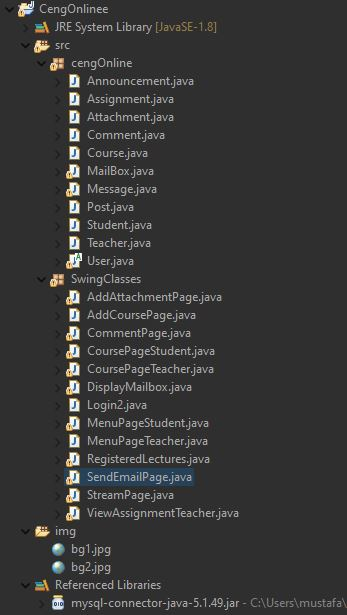 CengOnlinee
JRE System Library [JavaSE-1.8]
src
cengOnline
Announcement.java
Assignment.java
Attachment.java
Comment.java
Course.java
MailBox.java
Message.java
Post.java
Student.java
Teacher.java
User.java
SwingClasses
AddAttachmentPage.java
AddCoursePage.java
CommentPage.java
CoursePageStudent.java
CoursePageTeacher.java
DisplayMailbox.java
Login2.java
MenuPageStudent.java
MenuPageTeacher.java
RegisteredLectures.java
SendEmailPage.java
StreamPage.java
ViewAssignmentTeacher.java
img
bg1.jpg
bg2.jpg
Referenced Libraries
mysql-connector-java-5.1.49.jar - C:\Users\mustafa\